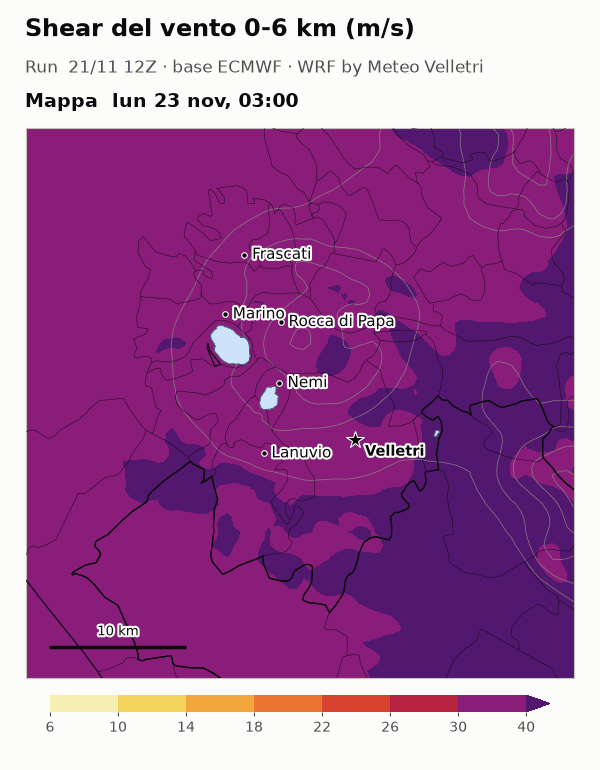 Shear del vento 0-6 km (m/s)
Run  21/11 12Z · base ECMWF · WRF by Meteo Velletri
Mappa  lun 23 nov, 03:00
Frascati
Marino
Rocca di Papa
Nemi
Velletri
Lanuvio
10 km
6 10 14 18 22 26 30 40